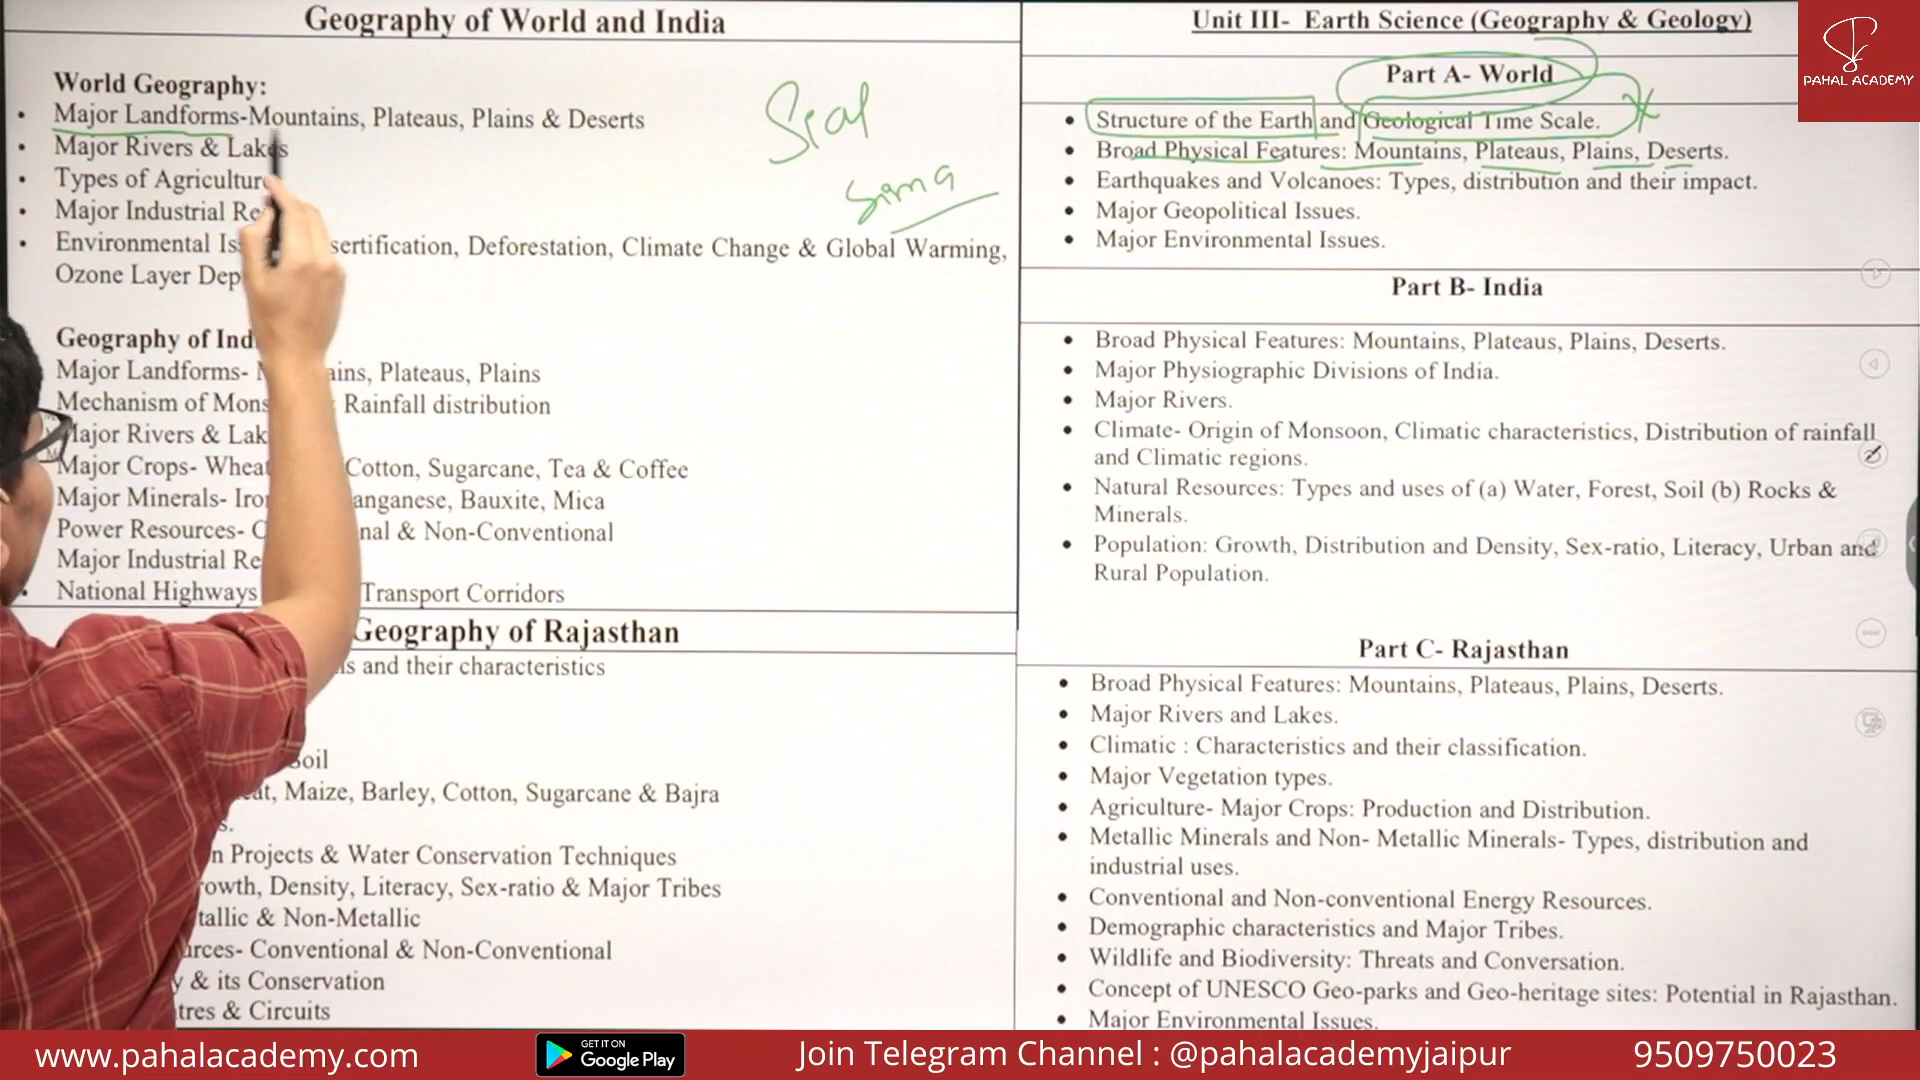 Geography of World and India
World Geography:
• Major Landforms-Mountains, Plateaus, Plains & Deserts
• Major Rivers & Lakes
• Types of Agriculture
• Major Industrial
• Environmental sertification, Deforestation, Climate Change & Global Warming,
Ozone Layer Dep
Geography of Ind
Major Landforms- ains, Plateaus, Plains
Mechanism of Mons Rainfall distribution
Major Rivers & Lak
Major Crops- Wheat Cotton, Sugarcane, Tea & Coffee
Major Minerals- Iro anganese, Bauxite, Mica
Power Resources- C nal & Non-Conventional
Major Industrial Re
National Highways Transport Corridors
Geography of Rajasthan
and their characteristics
Soil
at, Maize, Barley, Cotton, Sugarcane & Bajra
s.
n Projects & Water Conservation Techniques
rowth, Density, Literacy, Sex-ratio & Major Tribes
tallic & Non-Metallic
urces- Conventional & Non-Conventional
y & its Conservation
tres & Circuits
Sial
Sima
Unit III- Earth Science (Geography & Geology)
Part A- World
• Structure of the Earth and Geological Time Scale.
• Broad Physical Features: Mountains, Plateaus, Plains, Deserts.
• Earthquakes and Volcanoes: Types, distribution and their impact.
• Major Geopolitical Issues.
• Major Environmental Issues.
Part B- India
• Broad Physical Features: Mountains, Plateaus, Plains, Deserts.
• Major Physiographic Divisions of India.
• Major Rivers.
• Climate- Origin of Monsoon, Climatic characteristics, Distribution of rainfall
and Climatic regions.
• Natural Resources: Types and uses of (a) Water, Forest, Soil (b) Rocks &
Minerals.
• Population: Growth, Distribution and Density, Sex-ratio, Literacy, Urban and
Rural Population.
Part C- Rajasthan
• Broad Physical Features: Mountains, Plateaus, Plains, Deserts.
• Major Rivers and Lakes.
• Climatic : Characteristics and their classification.
• Major Vegetation types.
• Agriculture- Major Crops: Production and Distribution.
• Metallic Minerals and Non- Metallic Minerals- Types, distribution and
industrial uses.
• Conventional and Non-conventional Energy Resources.
• Demographic characteristics and Major Tribes.
• Wildlife and Biodiversity: Threats and Conversation.
• Concept of UNESCO Geo-parks and Geo-heritage sites: Potential in Rajasthan.
• Major Environmental Issues.
PAHAL ACADEMY
www.pahalacademy.com
GET IT ON
Google Play
Join Telegram Channel : @pahalacademyjaipur
9509750023